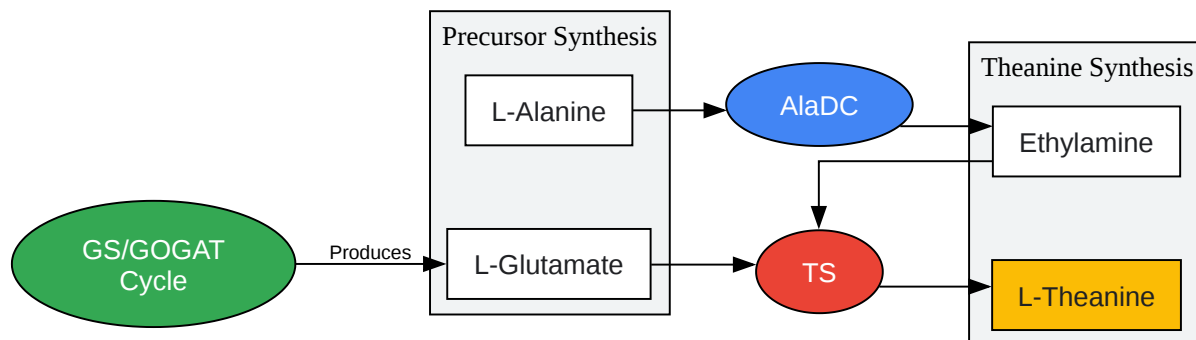 Precursor Synthesis
Theanine Synthesis
L-Alanine
AlaDC
Ethylamine
GS/GOGAT
Cycle
Produces
L-Glutamate
TS
L-Theanine